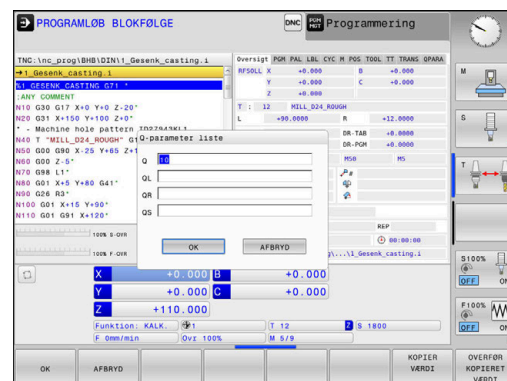 PROGRAMLØB BLOKFØLGE
DNC
PGM MGT
Programmering
TNC:\nc_prog\BHB\DIN\1_Gesenk_casting.i
→1_Gesenk_casting.i
%1_GESENK_CASTING G71 *
;ANY COMMENT
N10 G30 G17 X+0 Y+0 Z-20*
N20 G31 X+150 Y+100 Z+0*
* - Machine hole pattern ID27943KL1
N40 T "MILL_D24_ROUGH" G1
N50 G00 G90 X-25 Y+65 Z+1
N60 G00 Z-5*
N70 G98 L1*
N80 G01 X+5 Y+80 G41*
N90 G26 R3*
N100 G01 X+15 Y+90*
N110 G01 G91 X+120*
100% S-OVR
100% F-OVR
Oversigt PGM PAL LBL CYC M POS TOOL TT TRANS QPARA
RFSOLL X +0.000 B +0.000
Y +0.000 C +0.000
Z +0.000
T : 12 MILL_D24_ROUGH
L +90.0000 R +12.0000
DR-TAB +0.0000
DR-PGM +0.0000
M50 M5
REP
00:00:00
\...\1_Gesenk_casting.i
Q-parameter liste
Q 10
QL
QR
QS
OK
AFBRYD
X +0.000 B +0.000
Y +0.000 C +0.000
Z +110.000
Funktion: KALK. 1 T 12 Z S 1800
F 0mm/min Ovr 100% M 5/9
M
S
T
S100%
OFF ON
F100%
OFF ON
OK
AFBRYD
KOPIER VÆRDI
OVERFØR KOPIERET VÆRDI